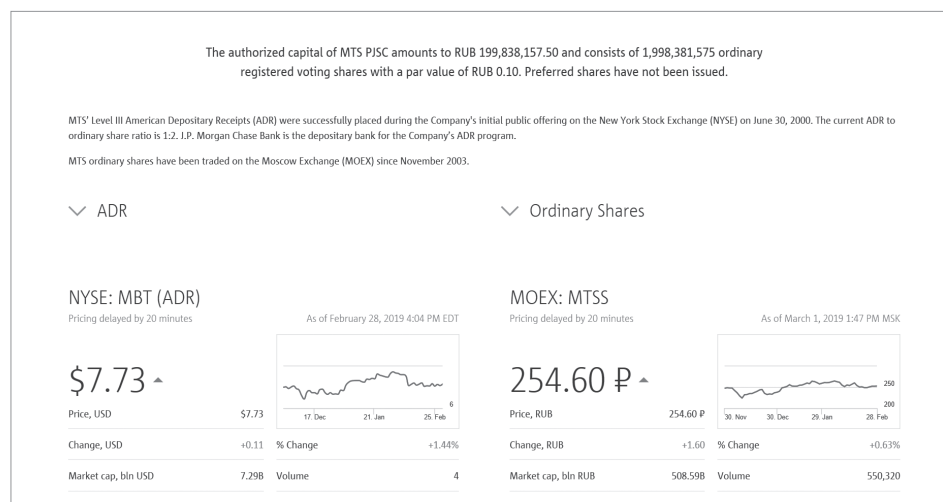 The authorized capital of MTS PJSC amounts to RUB 199,838,157.50 and consists of 1,998,381,575 ordinary
registered voting shares with a par value of RUB 0.10. Preferred shares have not been issued.
MTS' Level III American Depositary Receipts (ADR) were successfully placed during the Company's initial public offering on the New York Stock Exchange (NYSE) on June 30, 2000. The current ADR to
ordinary share ratio is 1:2. J.P. Morgan Chase Bank is the depositary bank for the Company's ADR program.
MTS ordinary shares have been traded on the Moscow Exchange (MOEX) since November 2003.
ADR
Ordinary Shares
NYSE: MBT (ADR)
Pricing delayed by 20 minutes
As of February 28, 2019 4:04 PM EDT
$7.73
6
17. Dec 21. Jan 25. Feb
Price, USD $7.73
Change, USD +0.11
% Change +1.44%
Market cap, bln USD 7.29B
Volume 4
MOEX: MTSS
Pricing delayed by 20 minutes
As of March 1, 2019 1:47 PM MSK
254.60 ₽
250
200
30. Nov 30. Dec 29. Jan 28. Feb
Price, RUB 254.60 ₽
Change, RUB +1.60
% Change +0.63%
Market cap, bln RUB 508.59B
Volume 550,320